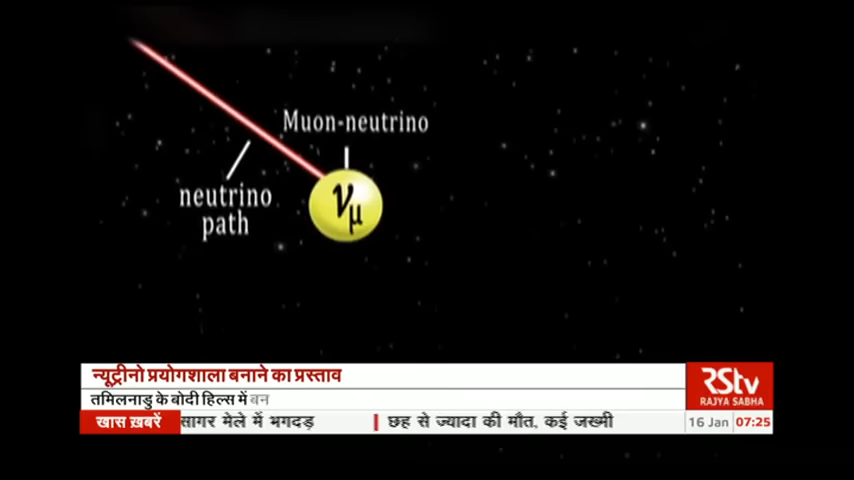 Muon-neutrino
neutrino
path
νμ
न्यूट्रीनो प्रयोगशाला बनाने का प्रस्ताव
तमिलनाडु के बोदी हिल्स में बन
RStv
RAJYA SABHA
खास ख़बरें सागर मेले में भगदड़ छह से ज्यादा की मौत, कई जख्मी 16 Jan 07:25